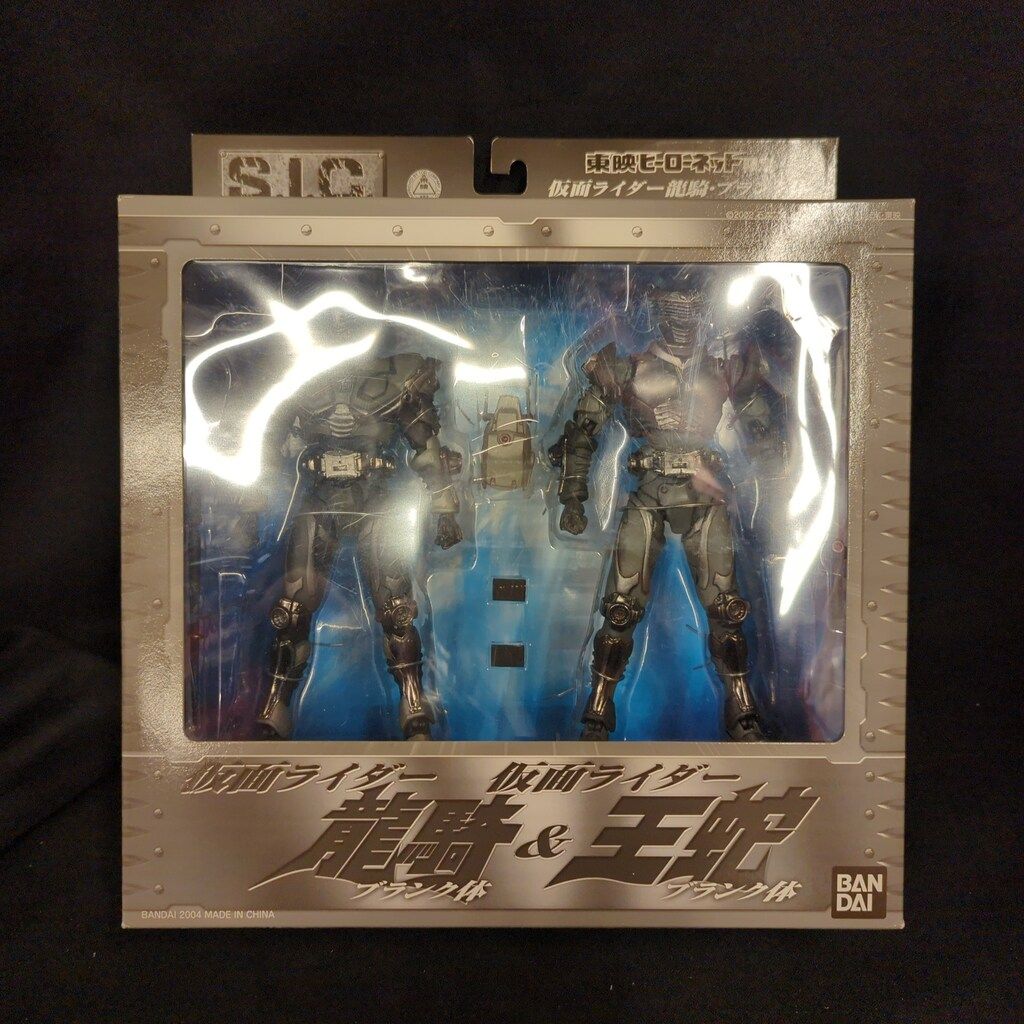 S.I.C.
東映ヒーローネット
仮面ライダー龍騎・ブラン
©2002
仮面ライダー 仮面ライダー
龍騎 & 王蛇
ブランク体 ブランク体
BAN
DAI
BANDAI 2004 MADE IN CHINA